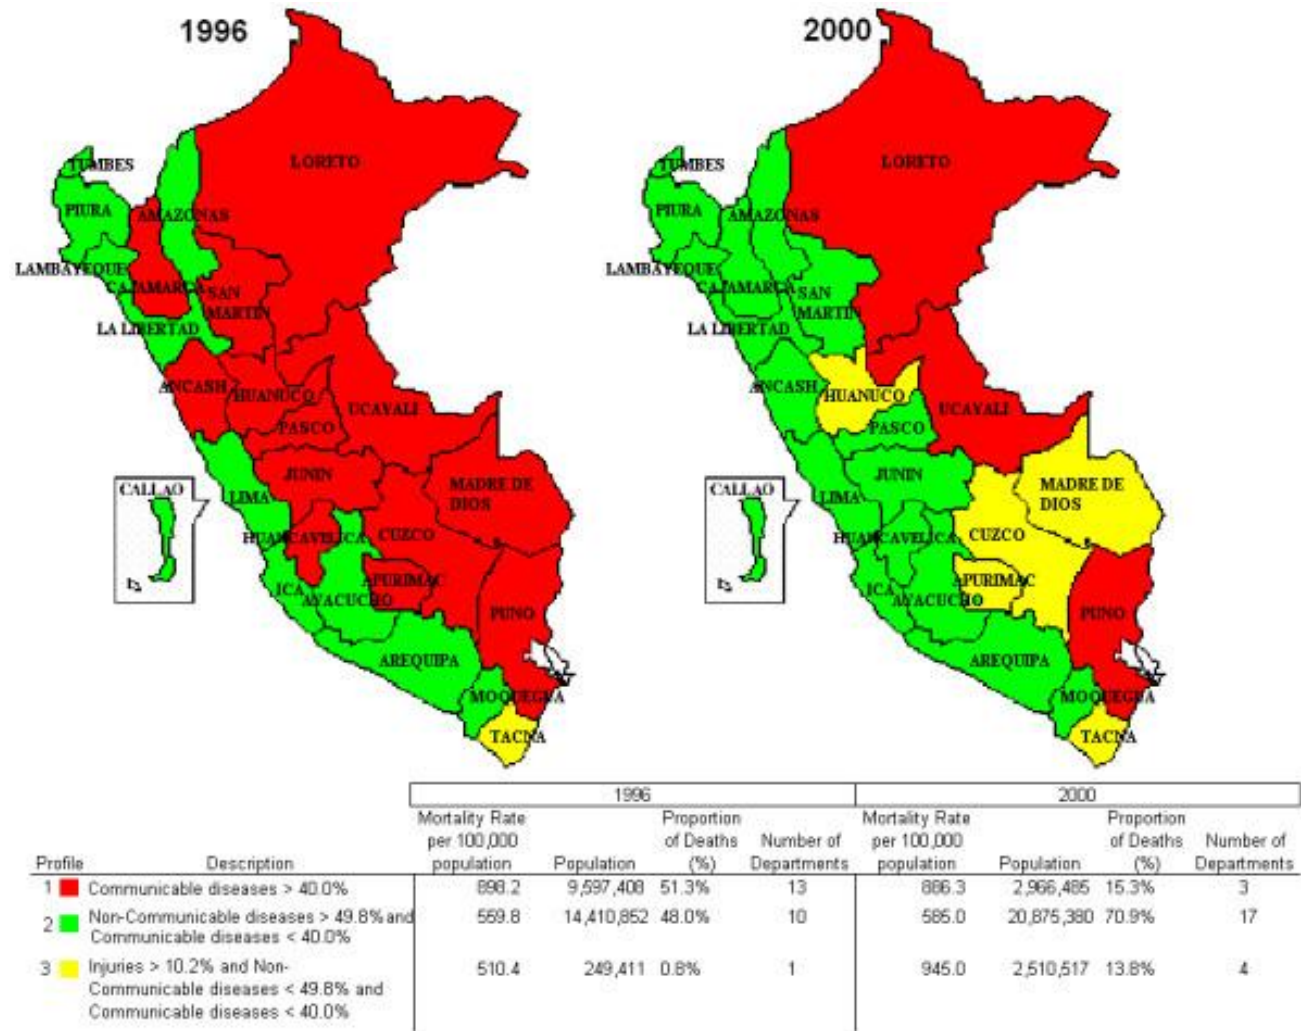 1996
2000
LORETO
TUMBES
PIURA
AMAZONAS
LAMBAYEQUE
CAJAMARCA
SAN
MARTIN
LA LIBERTAD
ANCASH
HUANUCO
UCAYALI
PASCO
JUNIN
CALLAO
LIMA
MADRE DE
DIOS
HUANCAVELICA
CUZCO
ICA
APURIMAC
AYACUCHO
PUNO
AREQUIPA
MOQUEGUA
TACNA
LORETO
TUMBES
PIURA
AMAZONAS
LAMBAYEQUE
CAJAMARCA
SAN
MARTIN
LA LIBERTAD
ANCASH
HUANUCO
UCAYALI
PASCO
JUNIN
CALLAO
LIMA
MADRE DE
DIOS
HUANCAVELICA
CUZCO
ICA
APURIMAC
AYACUCHO
PUNO
AREQUIPA
MOQUEGUA
TACNA
1996 2000
Mortality Rate Proportion Mortality Rate Proportion
per 100,000 of Deaths Number of per 100,000 of Deaths Number of
Profile Description population Population (%) Departments population Population (%) Departments
1 Communicable diseases > 40.0% 898.2 9,597,408 51.3% 13 886.3 2,966,485 15.3% 3
2 Non-Communicable diseases > 49.8% and 559.8 14,410,852 48.0% 10 585.0 20,875,380 70.9% 17
Communicable diseases < 40.0%
3 Injuries > 10.2% and Non- 510.4 249,411 0.8% 1 945.0 2,510,517 13.8% 4
Communicable diseases < 49.8% and
Communicable diseases < 40.0%